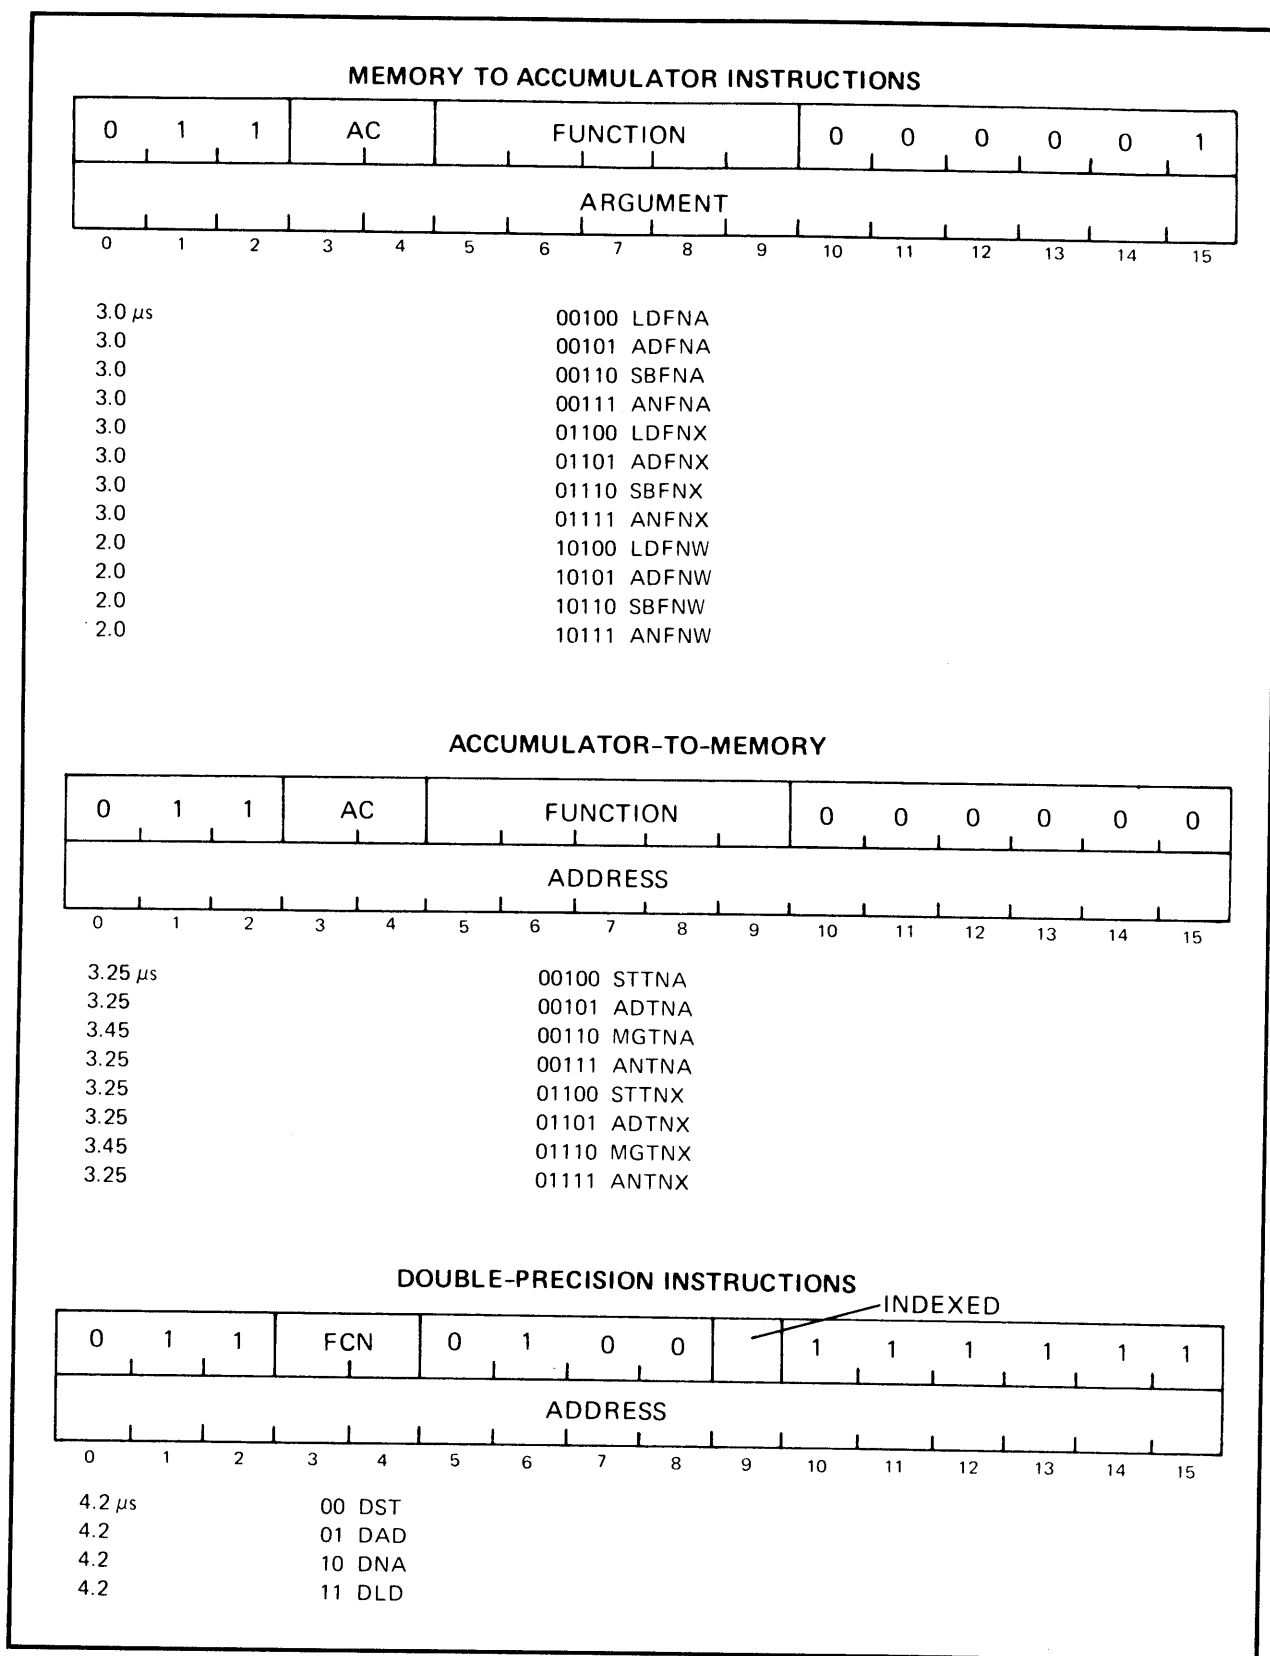 MEMORY TO ACCUMULATOR INSTRUCTIONS
0 1 1 AC FUNCTION 0 0 0 0 0 1
ARGUMENT
0 1 2 3 4 5 6 7 8 9 10 11 12 13 14 15
3.0 μs 00100 LDFNA
3.0 00101 ADFNA
3.0 00110 SBFNA
3.0 00111 ANFNA
3.0 01100 LDFNX
3.0 01101 ADFNX
3.0 01110 SBFNX
3.0 01111 ANFNX
2.0 10100 LDFNW
2.0 10101 ADFNW
2.0 10110 SBFNW
2.0 10111 ANFNW
ACCUMULATOR-TO-MEMORY
0 1 1 AC FUNCTION 0 0 0 0 0 0
ADDRESS
0 1 2 3 4 5 6 7 8 9 10 11 12 13 14 15
3.25 μs 00100 STTNA
3.25 00101 ADTNA
3.45 00110 MGTNA
3.25 00111 ANTNA
3.25 01100 STTNX
3.25 01101 ADTNX
3.45 01110 MGTNX
3.25 01111 ANTNX
DOUBLE-PRECISION INSTRUCTIONS
INDEXED
0 1 1 FCN 0 1 0 0 1 1 1 1 1 1
ADDRESS
0 1 2 3 4 5 6 7 8 9 10 11 12 13 14 15
4.2 μs 00 DST
4.2 01 DAD
4.2 10 DNA
4.2 11 DLD